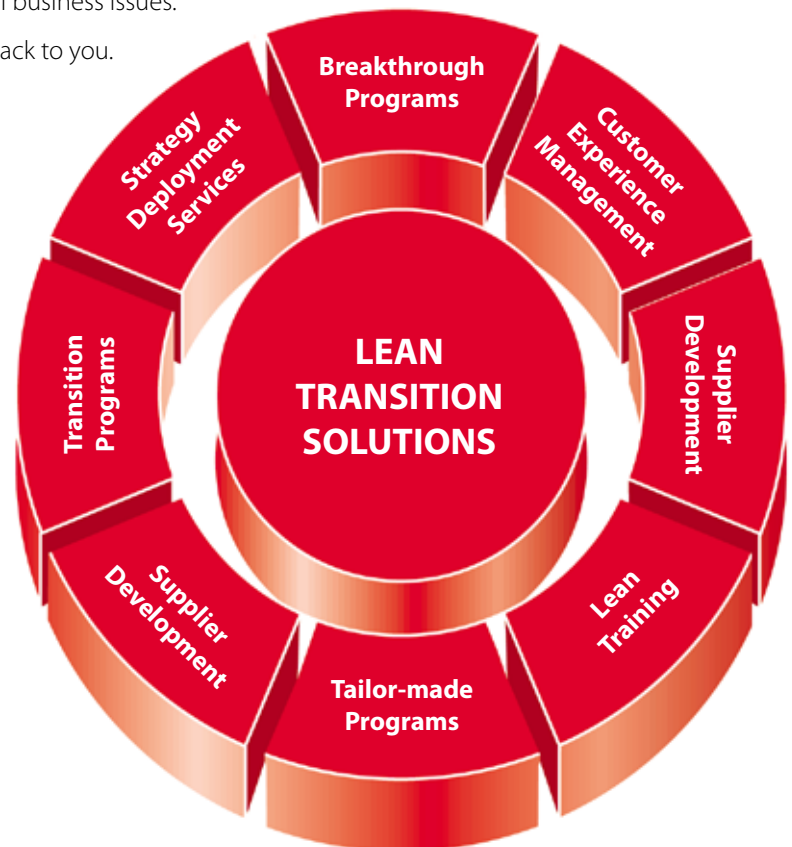 business issues.
ack to you.
Breakthrough
Programs
Customer
Experience
Management
Supplier
Development
Lean
Training
Tailor-made
Programs
Supplier
Development
Transition
Programs
Strategy
Deployment
Services
LEAN
TRANSITION
SOLUTIONS